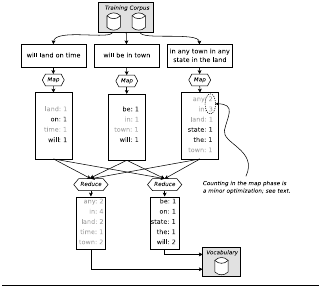 Training Corpus
will land on time
will be in town
in any town in any
state in the land
Map
Map
Map
land: 1
on: 1
time: 1
will: 1
be: 1
in: 1
town: 1
will: 1
any: 2
in:
land: 1
state: 1
the: 1
town: 1
Counting in the map phase is
a minor optimization; see text.
Reduce
Reduce
any: 2
in: 4
land: 2
time: 1
town: 2
be: 1
on: 1
state: 1
the: 1
will: 2
Vocabulary